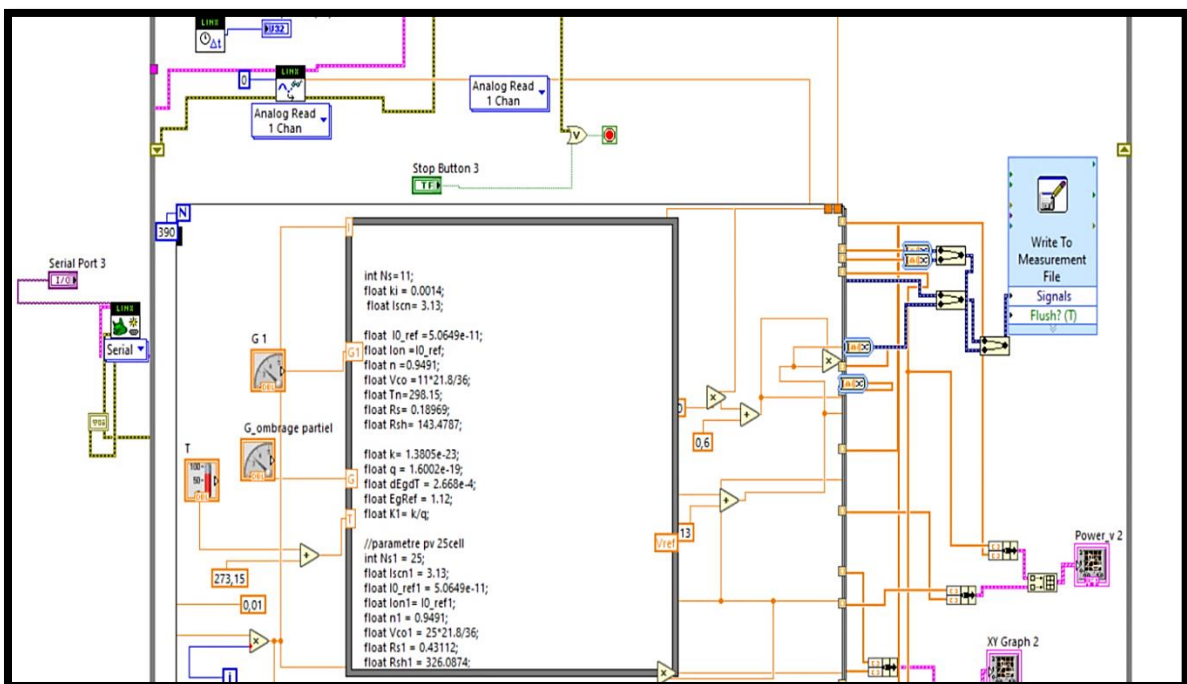 LINX
U32
LINX
0
Analog Read
1 Chan
Analog Read
1 Chan
V
Stop Button 3
TF
N
390
Serial Port 3
I/O
LINX
Serial
G 1
DBL
G_ombrage partiel
DBL
T
100
50
DBL
273,15
0,01
i
I
G1
G
T
int Ns=11;
float ki = 0.0014;
float Iscn= 3.13;
float I0_ref =5.0649e-11;
float Ion =I0_ref;
float n =0.9491;
float Vco =11*21.8/36;
float Tn=298.15;
float Rs= 0.18969;
float Rsh= 143.4787;
float k= 1.3805e-23;
float q = 1.6002e-19;
float dEgdT = 2.668e-4;
float EgRef = 1.12;
float K1= k/q;
//parametre pv 25cell
int Ns1 = 25;
float Iscn1 = 3.13;
float I0_ref1 = 5.0649e-11;
float Ion1= I0_ref1;
float n1 = 0.9491;
float Vco1 = 25*21.8/36;
float Rs1 = 0.43112;
float Rsh1 = 326.0874;
0,6
13
Vref
Write To
Measurement
File
Signals
Flush? (T)
Power_v 2
XY Graph 2